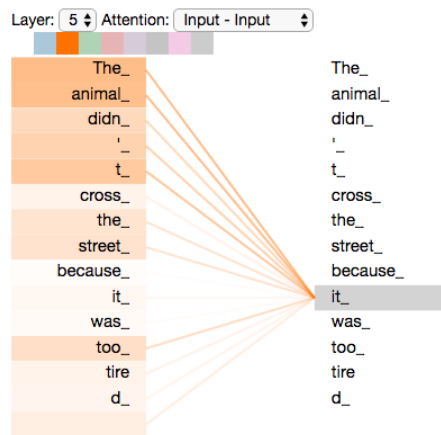 Layer: 5 Attention: Input - Input
The_ The_
animal_ animal_
didn_ didn_
'_ '_
t_ t_
cross_ cross_
the_ the_
street_ street_
because_ because_
it_ it_
was_ was_
too_ too_
tire tire
d_ d_